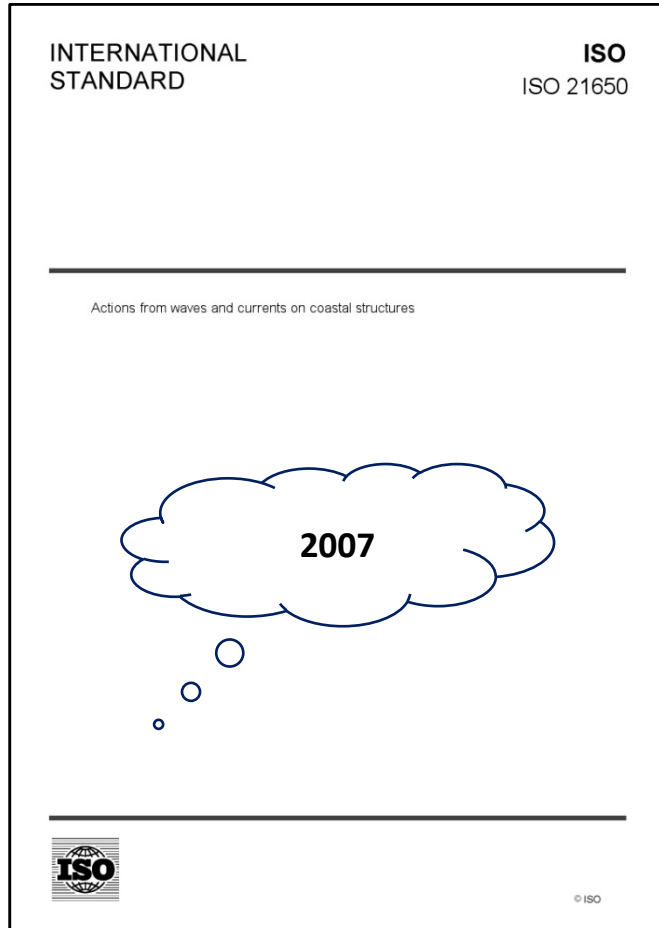 INTERNATIONAL
STANDARD
ISO
ISO 21650
Actions from waves and currents on coastal structures
2007
ISO
© ISO